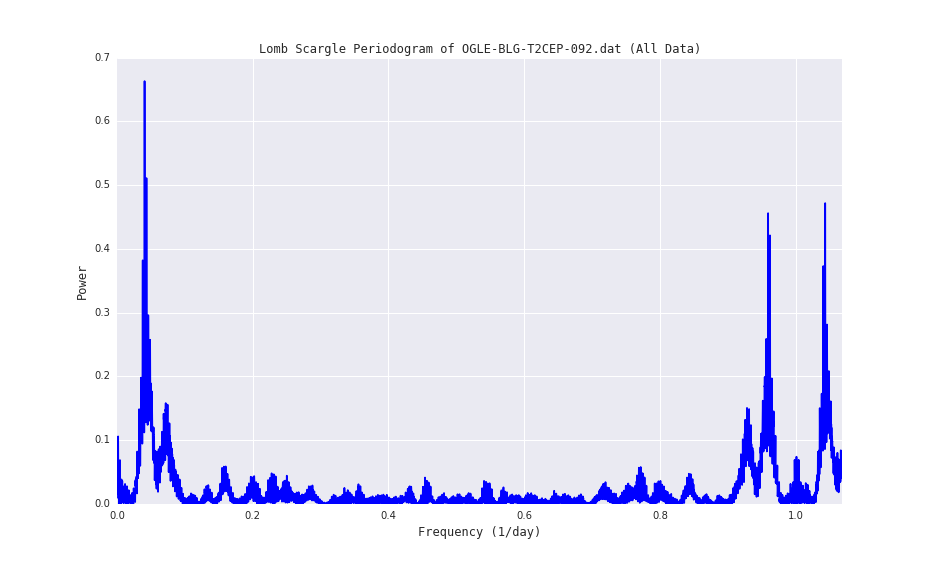 Lomb Scargle Periodogram of OGLE-BLG-T2CEP-092.dat (All Data)
0.7
0.6
0.5
0.4
0.3
0.2
0.1
0.0
Power
0.0 0.2 0.4 0.6 0.8 1.0
Frequency (1/day)